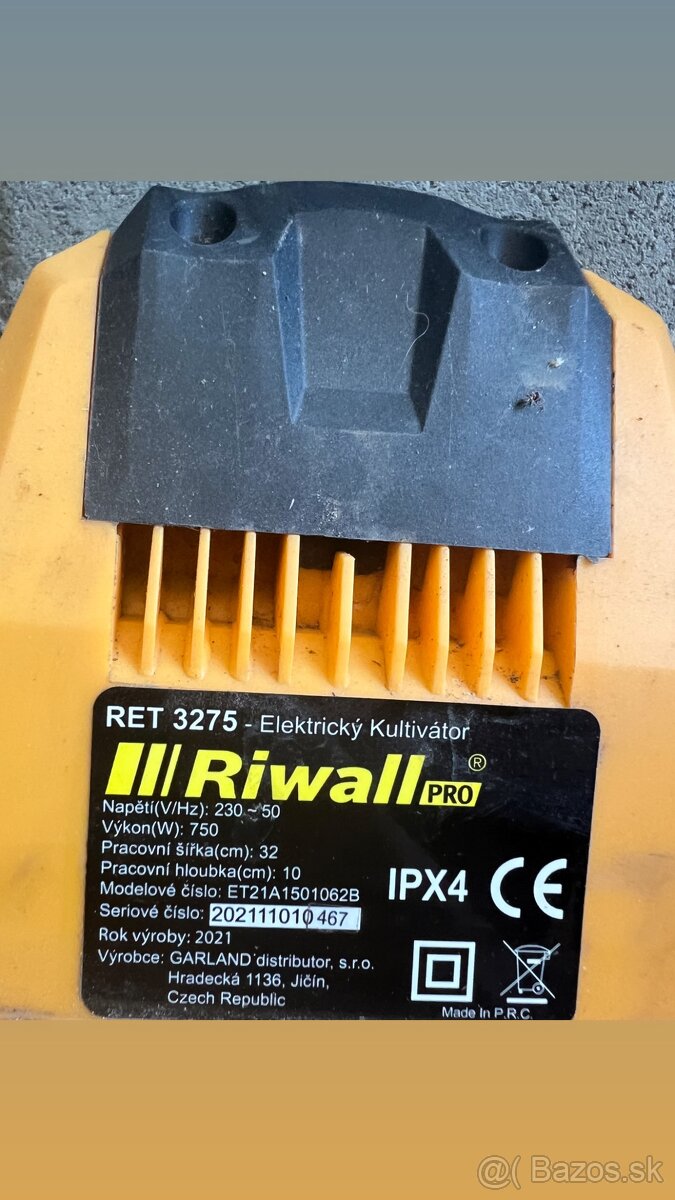 RET 3275 - Elektrický Kultivátor
Riwall PRO ®
Napětí(V/Hz): 230 ~ 50
Výkon(W): 750
Pracovní šířka(cm): 32
Pracovní hloubka(cm): 10
Modelové číslo: ET21A1501062B
IPX4 CE
Seriové číslo: 202111010467
Rok výroby: 2021
Výrobce: GARLAND distributor, s.r.o.
Hradecká 1136, Jičín,
Czech Republic
Made In P.R.C.
@( Bazos.sk